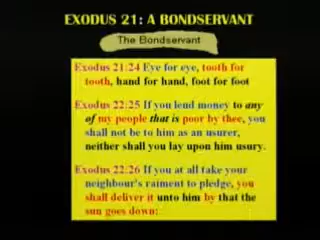 EXODUS 21: A BONDSERVANT
The Bondservant
Exodus 21:24 Eye for eye, tooth for
tooth, hand for hand, foot for foot
Exodus 22:25 If you lend money to any
of my people that is poor by thee, you
shall not be to him as an usurer,
neither shall you lay upon him usury.
Exodus 22:26 If you at all take your
neighbour's raiment to pledge, you
shall deliver it unto him by that the
sun goes down: